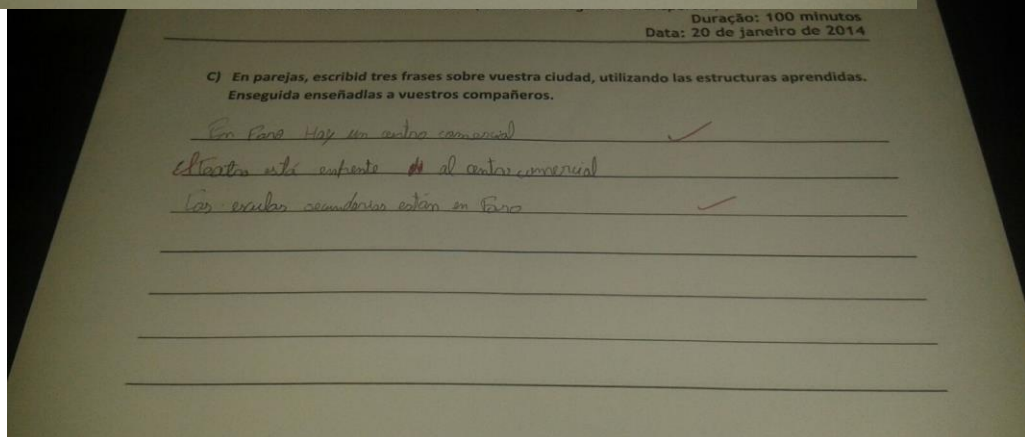 Duração: 100 minutos
Data: 20 de janeiro de 2014
C) En parejas, escribid tres frases sobre vuestra ciudad, utilizando las estructuras aprendidas.
Enseguida enseñadlas a vuestros compañeros.
En Faro Hay un centro comercial
El teatro está enfrente al centro comercial
Las escuelas secundarias están en Faro